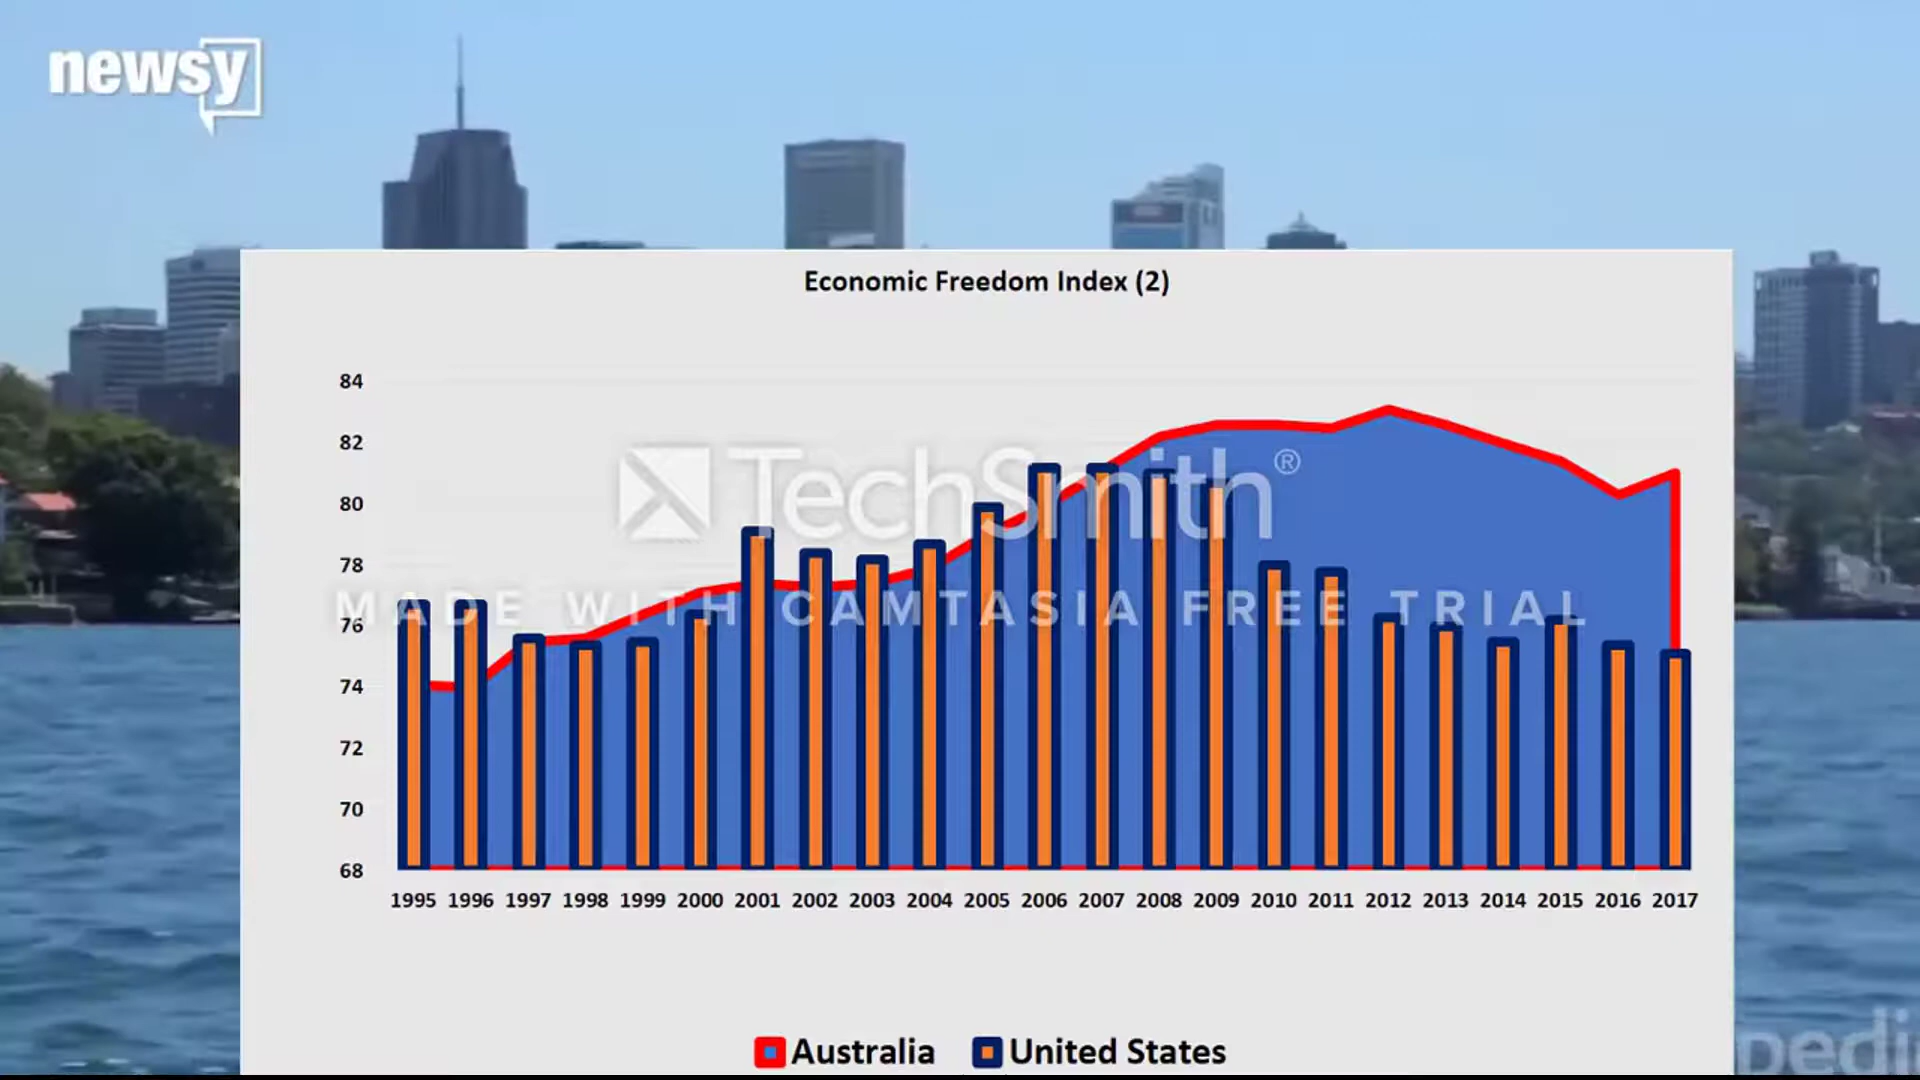 newsy
Economic Freedom Index (2)
84
82
80
78
76
74
72
70
68
TechSmith®
MADE WITH CAMTASIA FREE TRIAL
1995 1996 1997 1998 1999 2000 2001 2002 2003 2004 2005 2006 2007 2008 2009 2010 2011 2012 2013 2014 2015 2016 2017
Australia United States